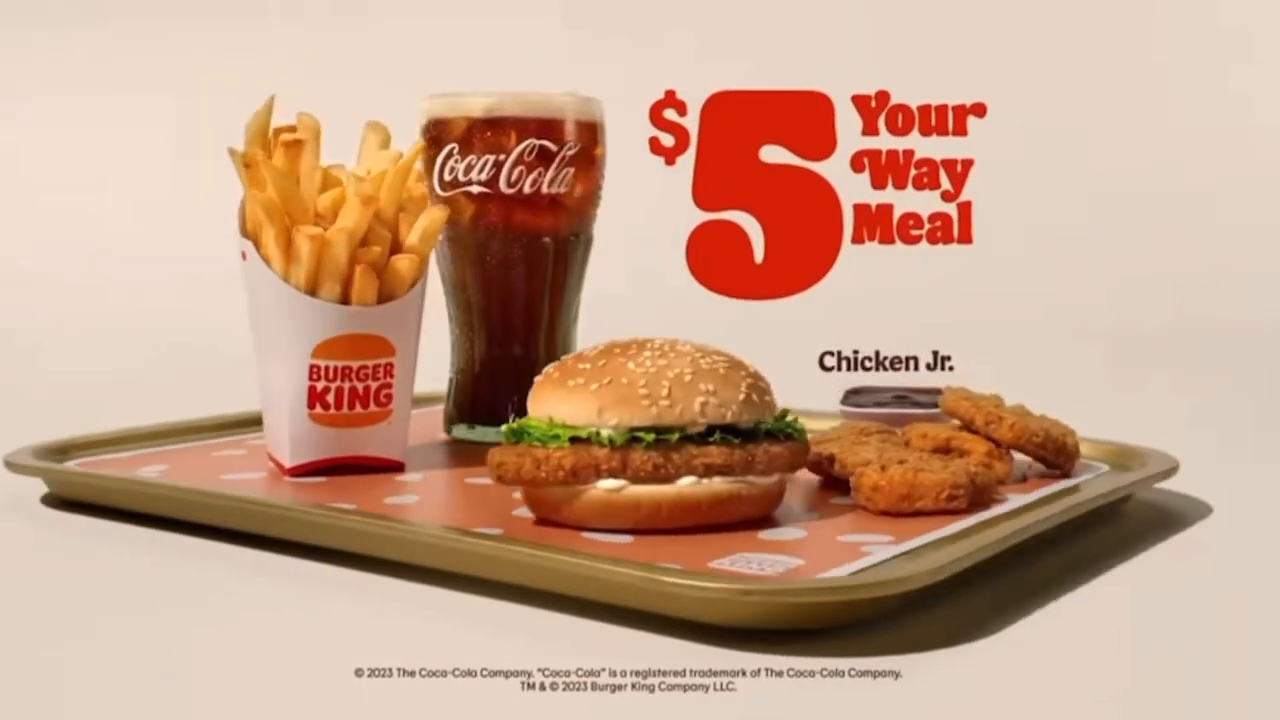 $5 Your
Way
Meal
Coca-Cola
Chicken Jr.
BURGER
KING
© 2023 The Coca-Cola Company. "Coca-Cola" is a registered trademark of The Coca-Cola Company.
TM & © 2023 Burger King Company LLC.